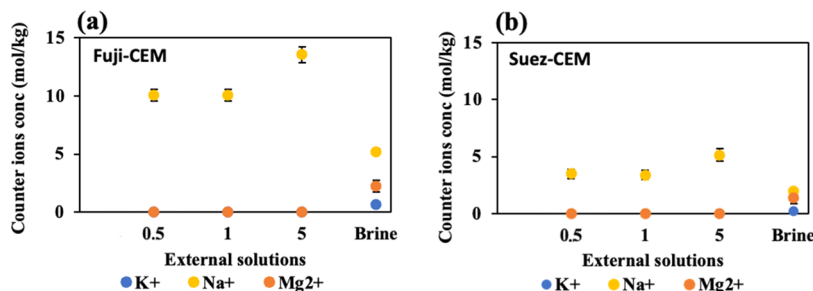 (a)
Fuji-CEM
Counter ions conc (mol/kg)
15
10
5
0
0.5 1 5 Brine
External solutions
K+ Na+ Mg2+
(b)
Suez-CEM
Counter ions conc (mol/kg)
15
10
5
0
0.5 1 5 Brine
External solutions
K+ Na+ Mg2+